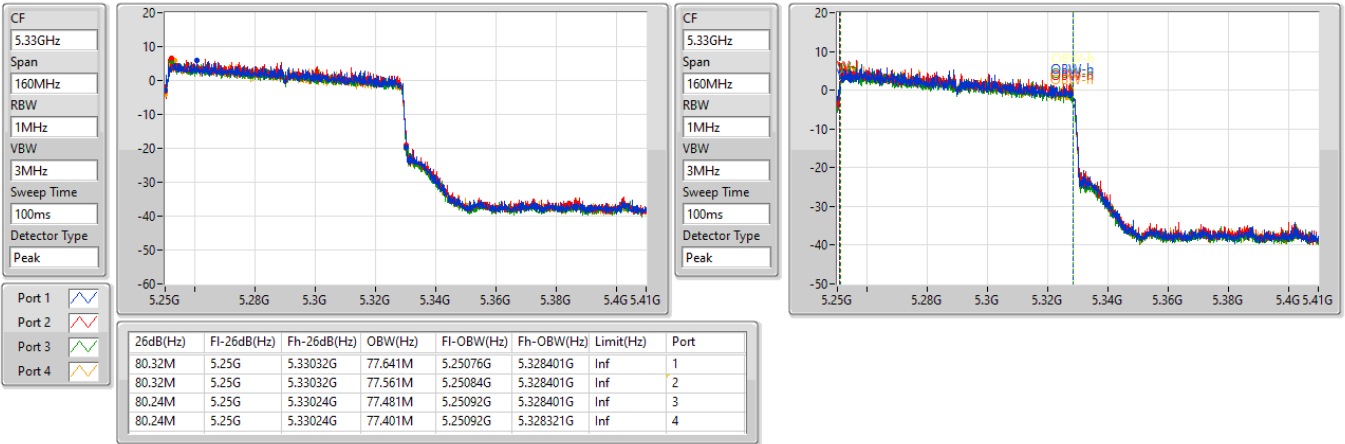 CF
5.33GHz
Span
160MHz
RBW
1MHz
VBW
3MHz
Sweep Time
100ms
Detector Type
Peak
20
10
0
-10
-20
-30
-40
-50
-60
5.25G 5.28G 5.3G 5.32G 5.34G 5.36G 5.38G 5.4G 5.41G
CF
5.33GHz
Span
160MHz
RBW
1MHz
VBW
3MHz
Sweep Time
100ms
Detector Type
Peak
20
10
0
-10
-20
-30
-40
-50
OBW-h
5.25G 5.28G 5.3G 5.32G 5.34G 5.36G 5.38G 5.4G 5.41G
Port 1
Port 2
Port 3
Port 4
26dB(Hz) Fl-26dB(Hz) Fh-26dB(Hz) OBW(Hz) Fl-OBW(Hz) Fh-OBW(Hz) Limit(Hz) Port
80.32M 5.25G 5.33032G 77.641M 5.25076G 5.328401G Inf 1
80.32M 5.25G 5.33032G 77.561M 5.25084G 5.328401G Inf 2
80.24M 5.25G 5.33024G 77.481M 5.25092G 5.328401G Inf 3
80.24M 5.25G 5.33024G 77.401M 5.25092G 5.328321G Inf 4